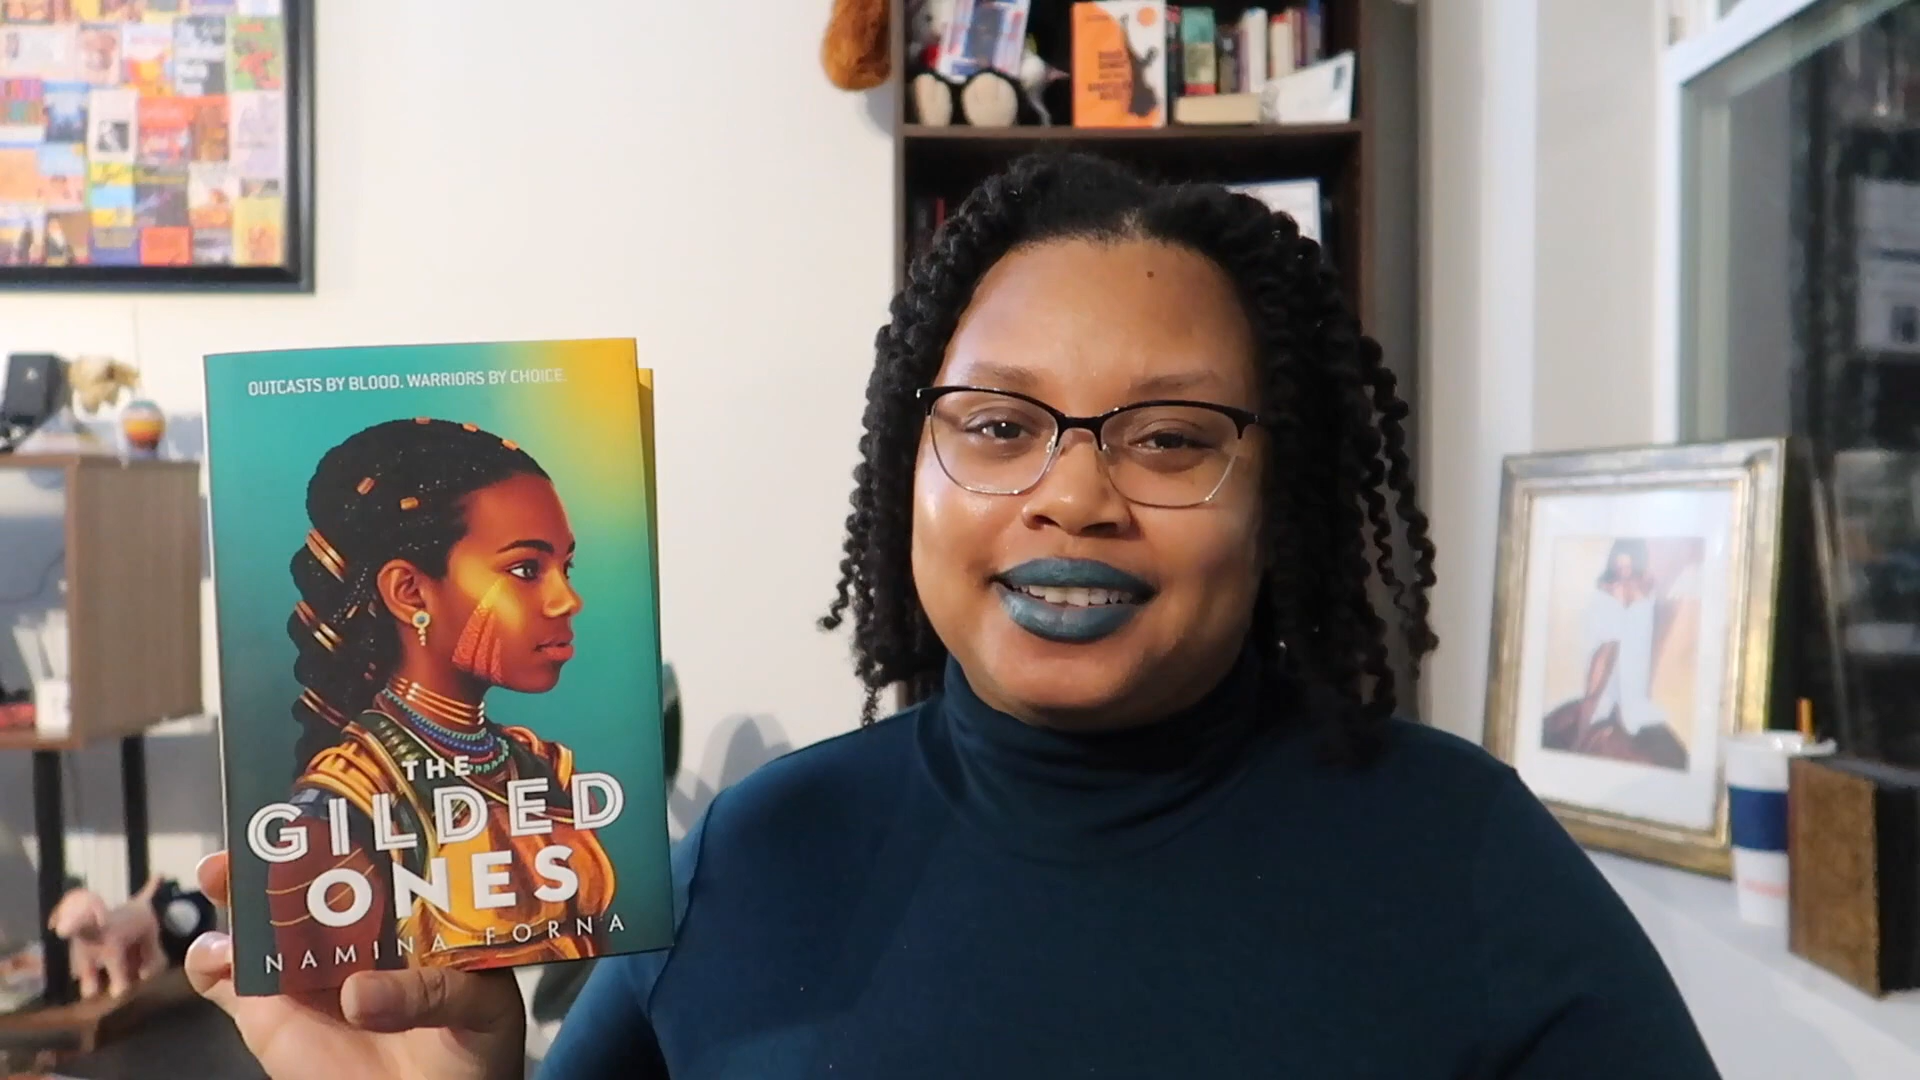 OUTCASTS BY BLOOD. WARRIORS BY CHOICE.
THE
GILDED
ONES
NAMINA FORNA